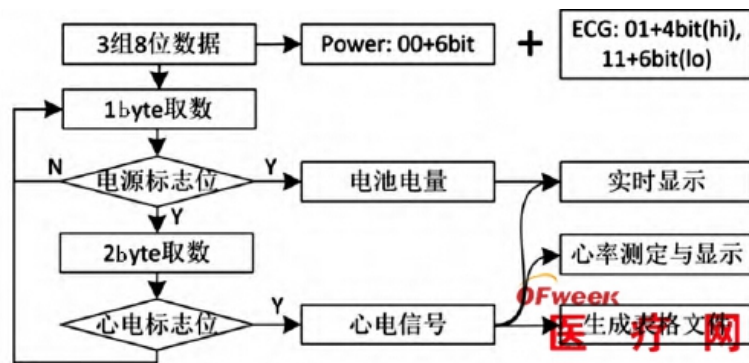 3组8位数据
Power: 00+6bit
+
ECG: 01+4bit(hi),
11+6bit(lo)
1byte取数
N
电源标志位
Y
电池电量
实时显示
Y
2byte取数
心率测定与显示
心电标志位
Y
心电信号
生成表格文件
OFweek
医疗网